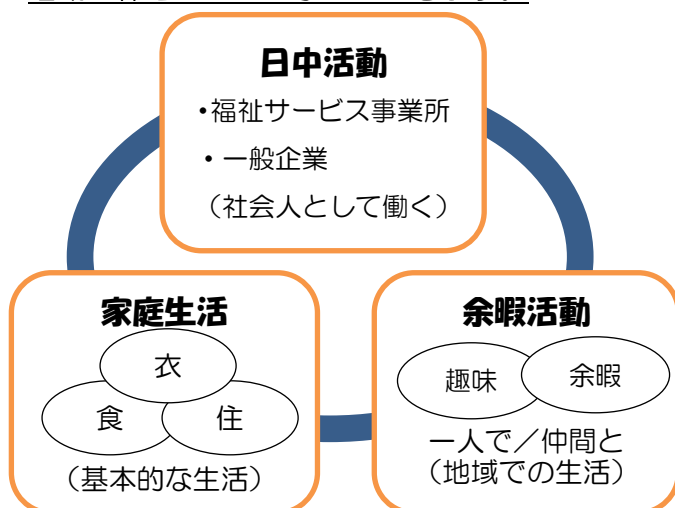 日中活動
・福祉サービス事業所
・一般企業
（社会人として働く）
家庭生活
衣
食
住
（基本的な生活）
余暇活動
趣味
余暇
一人で／仲間と
（地域での生活）